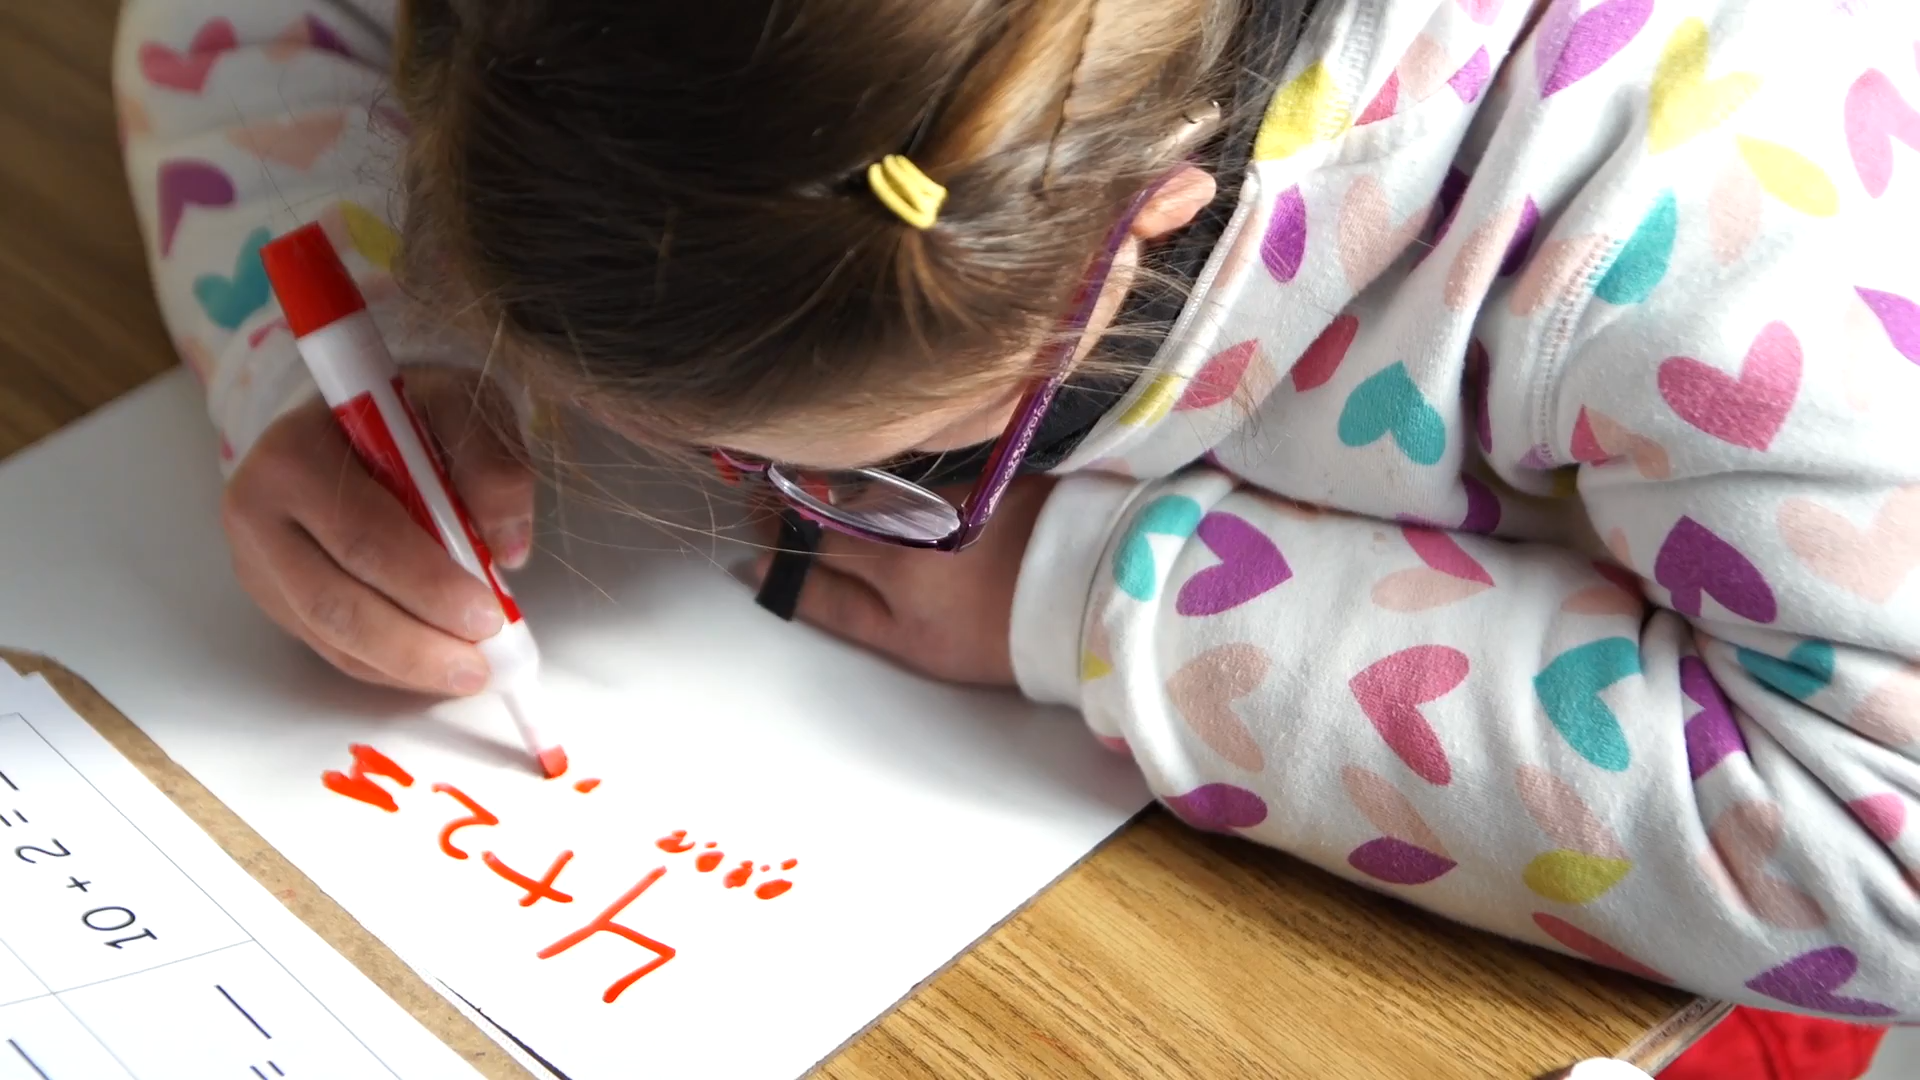 4+2=
10 + 2 = _
_ =